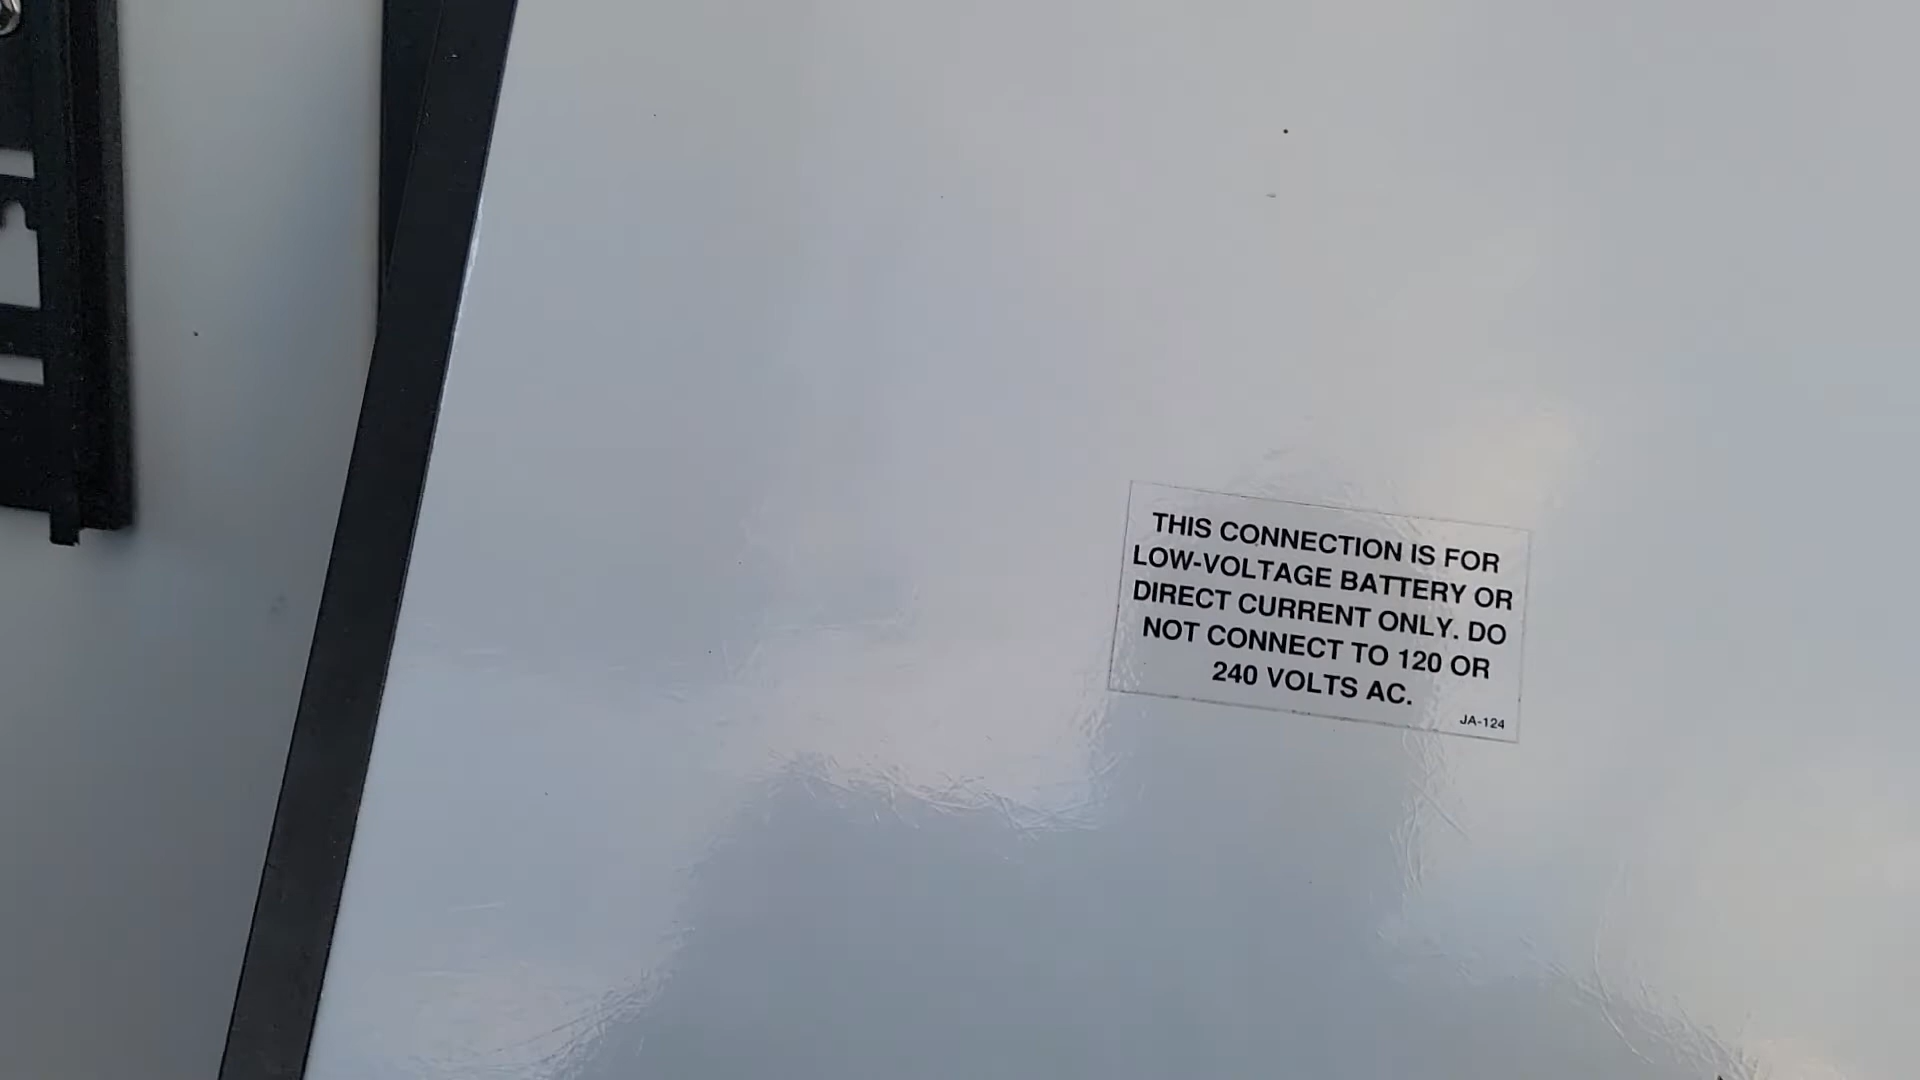 THIS CONNECTION IS FOR
LOW-VOLTAGE BATTERY OR
DIRECT CURRENT ONLY. DO
NOT CONNECT TO 120 OR
240 VOLTS AC.
JA-124